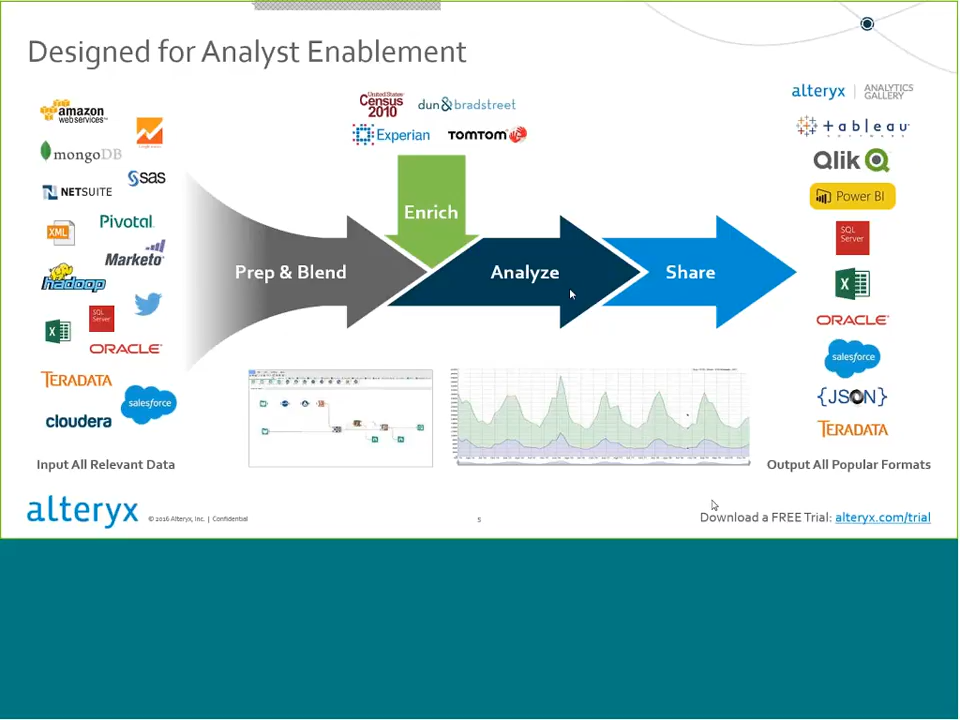 Designed for Analyst Enablement
amazon
web services™
mongoDB
sas
NETSUITE
Pivotal
XML
Marketo
hadoop
SQL
Server
X
ORACLE
TERADATA
salesforce
cloudera
Input All Relevant Data
United States
Census
2010
dun&bradstreet
Experian
TOMTOM
Enrich
Prep & Blend
Analyze
Share
alteryx | ANALYTICS
GALLERY
+ableau
Qlik
Power BI
SQL
Server
X
ORACLE
salesforce
{JSON}
TERADATA
Output All Popular Formats
alteryx
© 2016 Alteryx, Inc. | Confidential
5
Download a FREE Trial: alteryx.com/trial